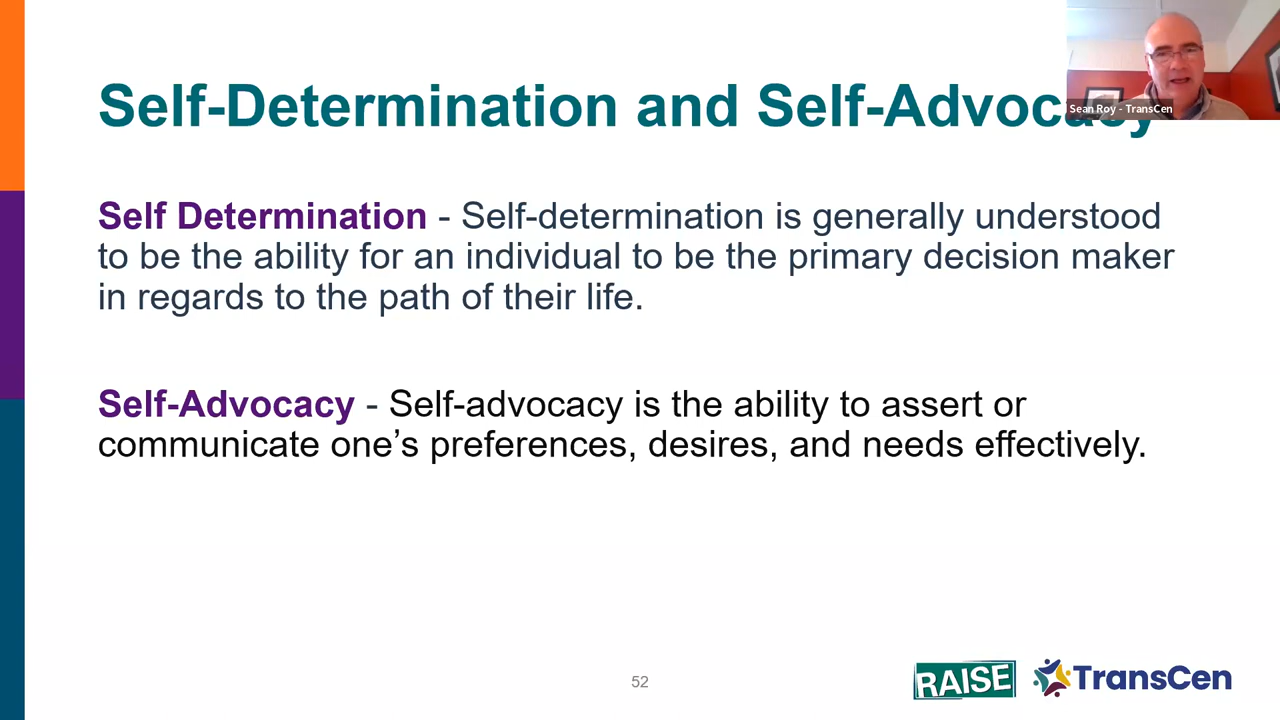 Self-Determination and Self-Advocacy
Sean Roy - TransCen
Self Determination - Self-determination is generally understood
to be the ability for an individual to be the primary decision maker
in regards to the path of their life.
Self-Advocacy - Self-advocacy is the ability to assert or
communicate one’s preferences, desires, and needs effectively.
52
RAISE
TransCen